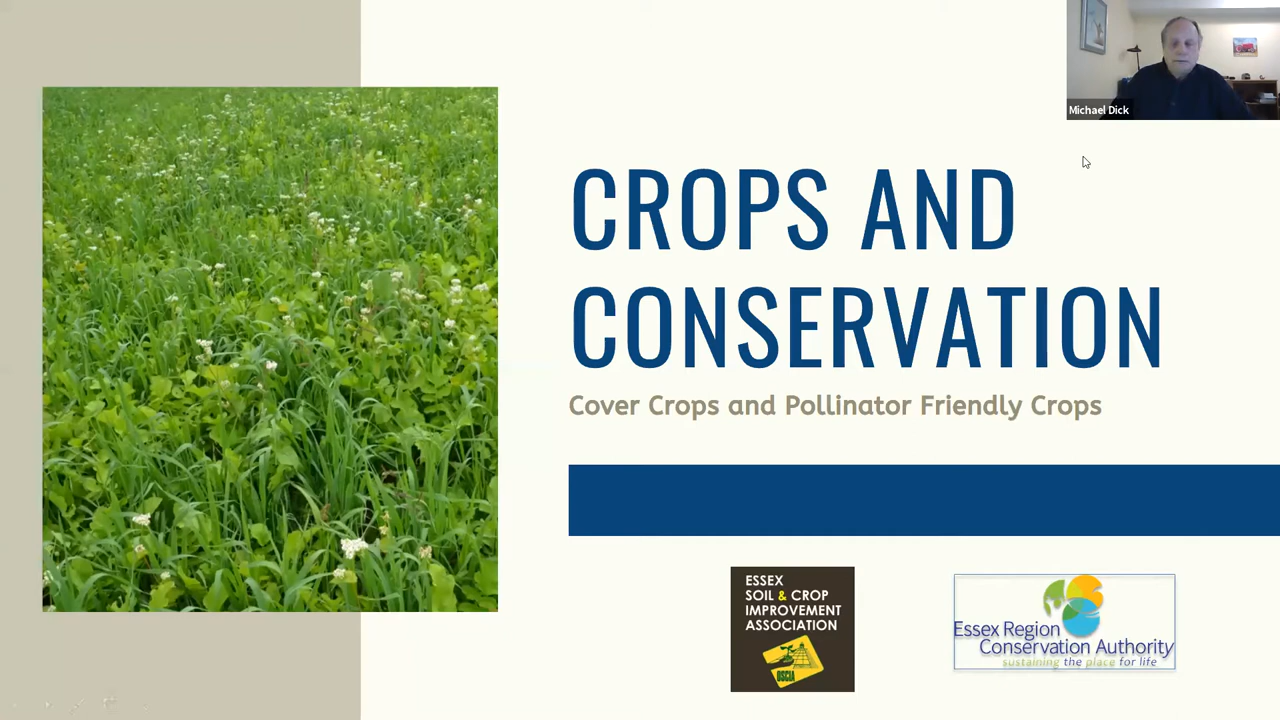 Michael Dick
CROPS AND
CONSERVATION
Cover Crops and Pollinator Friendly Crops
ESSEX
SOIL & CROP
IMPROVEMENT
ASSOCIATION
OSCIA
Essex Region
Conservation Authority
sustaining the place for life